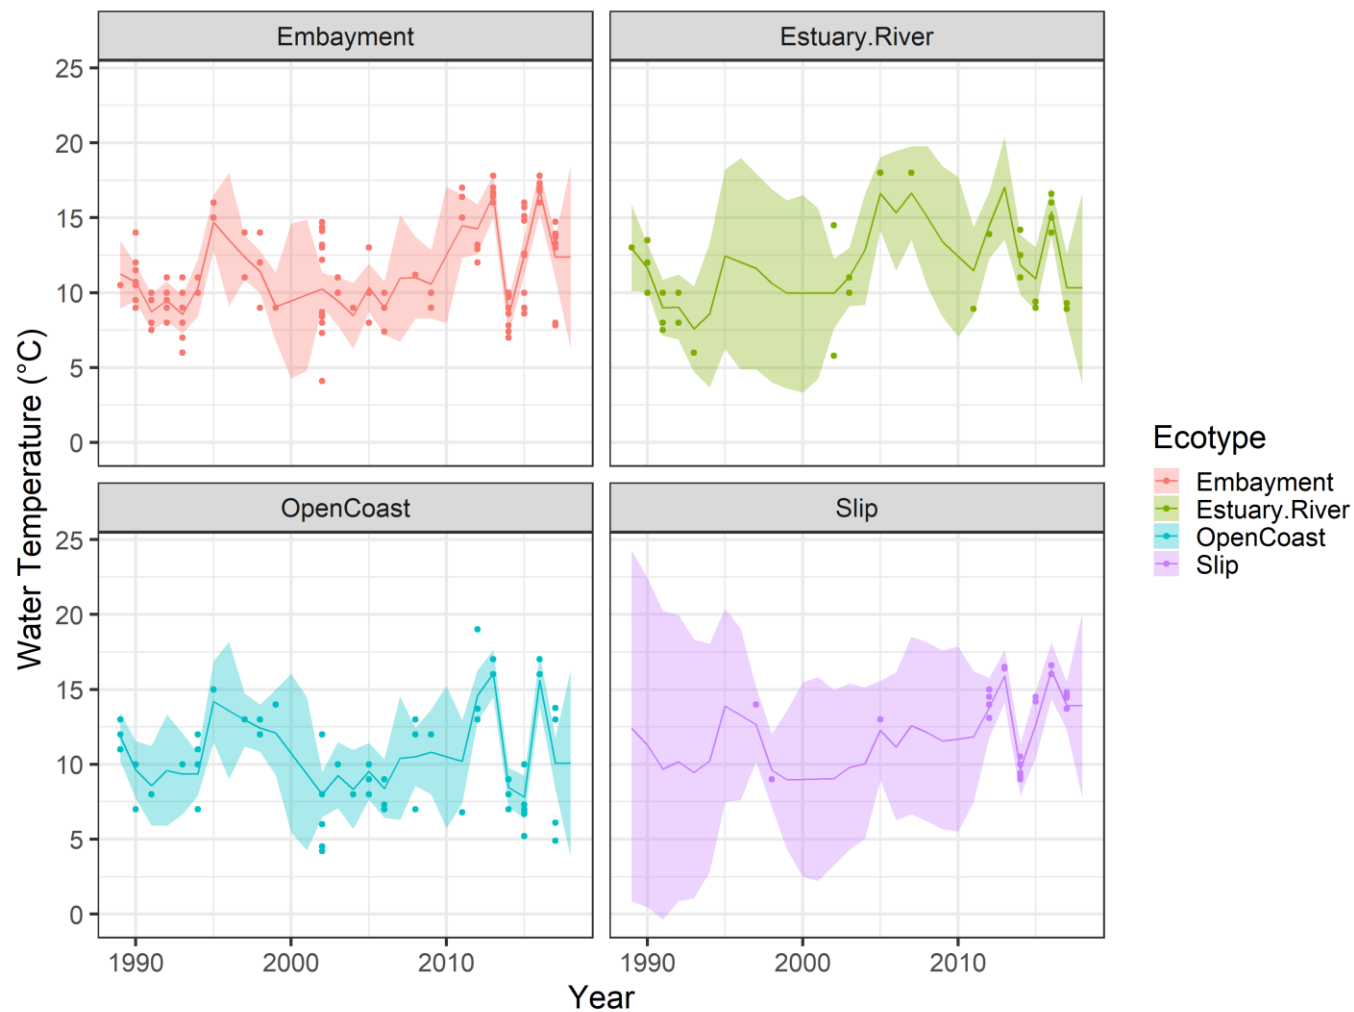 Embayment
Estuary.River
25
20
15
10
5
0
OpenCoast
Slip
25
20
15
10
5
0
1990
2000
2010
1990
2000
2010
Water Temperature (°C)
Year
Ecotype
Embayment
Estuary.River
OpenCoast
Slip